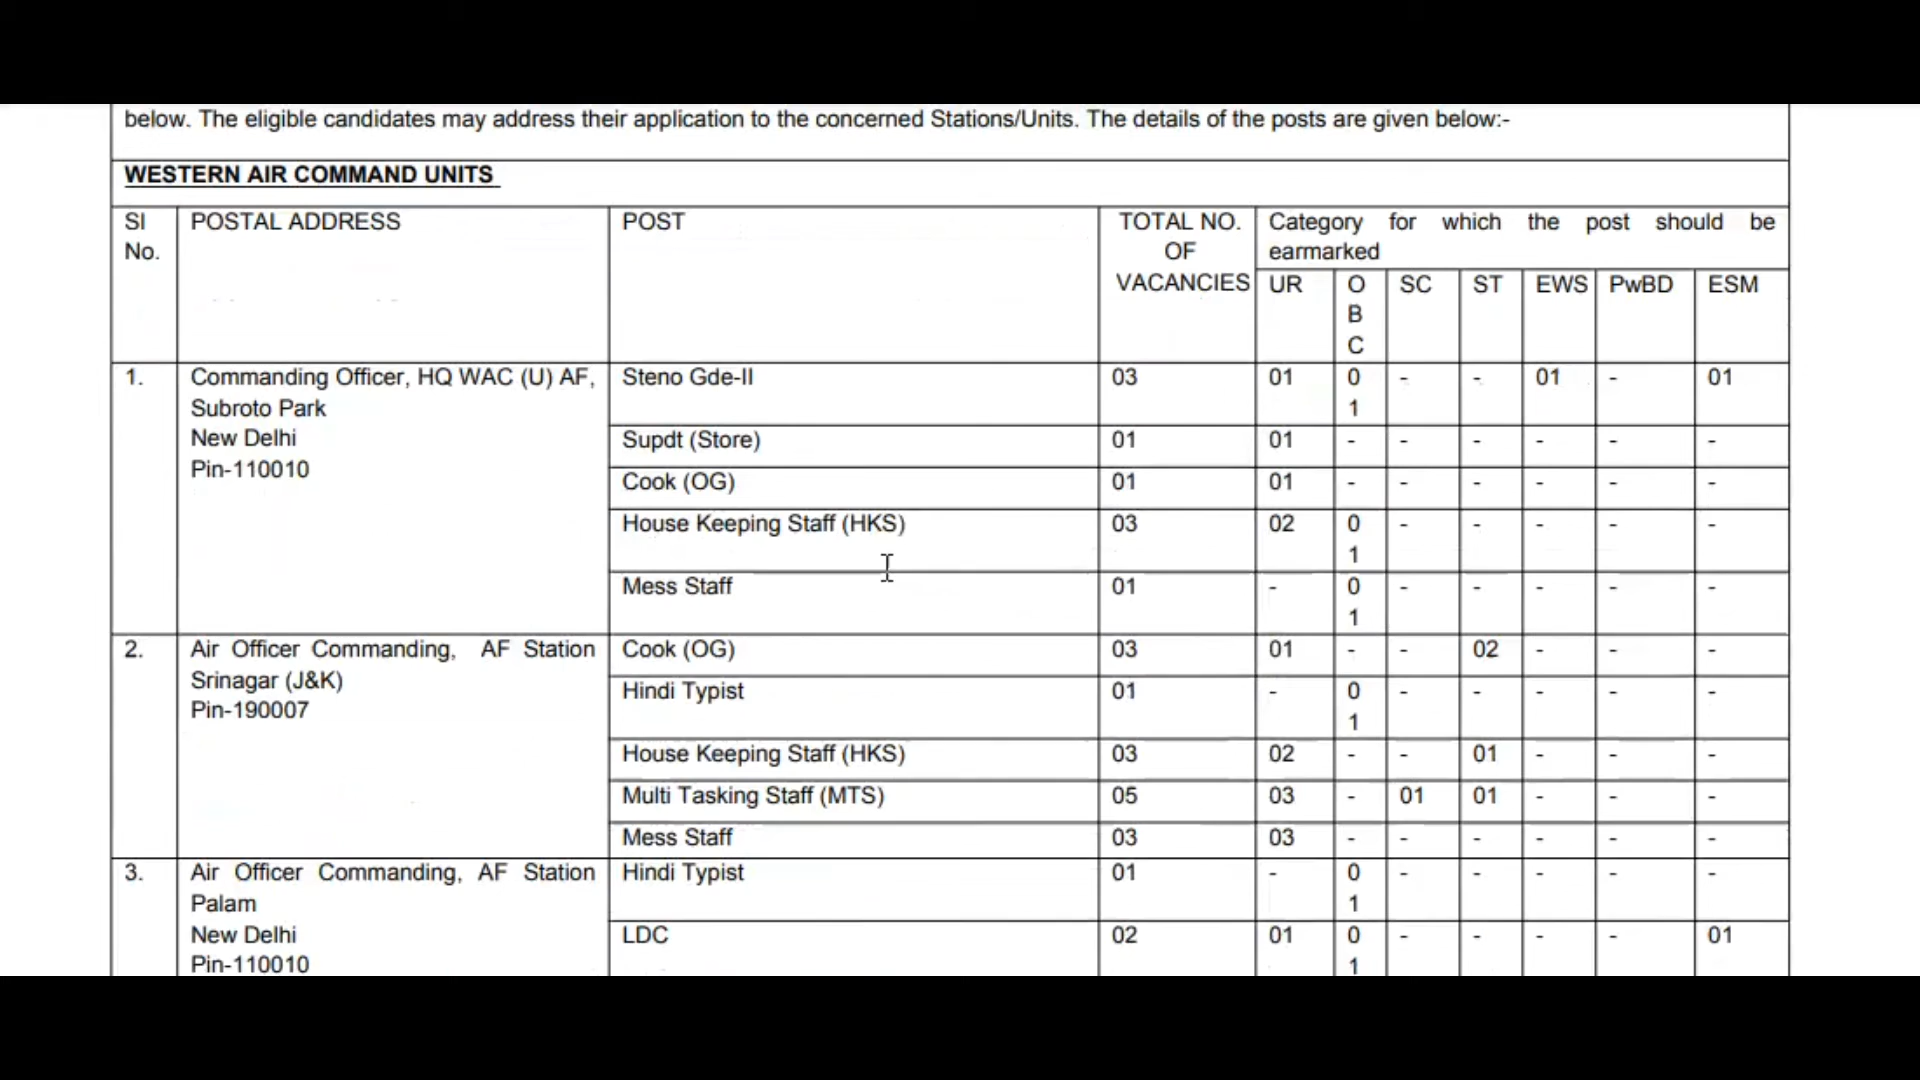 below. The eligible candidates may address their application to the concerned Stations/Units. The details of the posts are given below:-
WESTERN AIR COMMAND UNITS
Sl No. POSTAL ADDRESS POST TOTAL NO. OF VACANCIES Category for which the post should be earmarked
UR OBC SC ST EWS PwBD ESM
1. Commanding Officer, HQ WAC (U) AF, Steno Gde-II 03 01 01 - - 01 - 01
Subroto Park
New Delhi Supdt (Store) 01 01 - - - - - -
Pin-110010 Cook (OG) 01 01 - - - - - -
House Keeping Staff (HKS) 03 02 01 - - - - -
Mess Staff 01 - 01 - - - - -
2. Air Officer Commanding, AF Station Cook (OG) 03 01 - - 02 - - -
Srinagar (J&K) Hindi Typist 01 - 01 - - - - -
Pin-190007
House Keeping Staff (HKS) 03 02 - - 01 - - -
Multi Tasking Staff (MTS) 05 03 - 01 01 - - -
Mess Staff 03 03 - - - - - -
3. Air Officer Commanding, AF Station Hindi Typist 01 - 01 - - - - -
Palam
New Delhi LDC 02 01 01 - - - - 01
Pin-110010